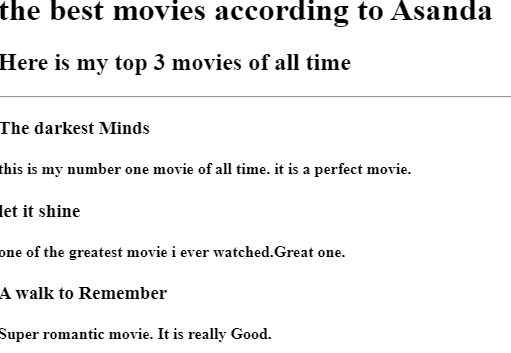 the best movies according to Asanda
Here is my top 3 movies of all time
The darkest Minds
this is my number one movie of all time. it is a perfect movie.
let it shine
one of the greatest movie i ever watched.Great one.
A walk to Remember
Super romantic movie. It is really Good.